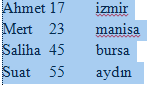 Ahmet 17 izmir
Mert 23 manisa
Saliha 45 bursa
Suat 55 aydın